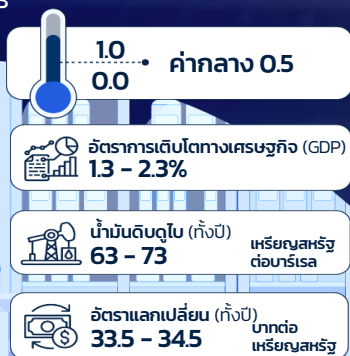 1.0
0.0
ค่ากลาง 0.5
อัตราการเติบโตทางเศรษฐกิจ (GDP)
1.3 - 2.3%
น้ำมันดิบดูไบ (ทั้งปี)
63 - 73
เหรียญสหรัฐ
ต่อบาร์เรล
อัตราแลกเปลี่ยน (ทั้งปี)
33.5 - 34.5
บาทต่อ
เหรียญสหรัฐ